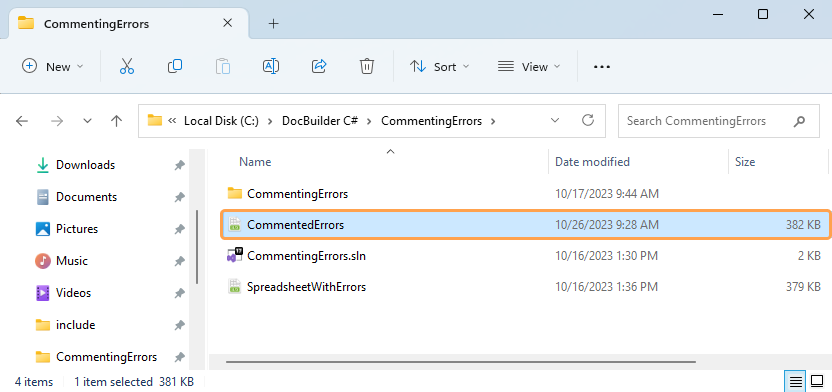 CommentingErrors
New
Sort
View
Local Disk (C:) DocBuilder C# CommentingErrors
Search CommentingErrors
Name Date modified Size
Downloads
Documents
Pictures
Music
Videos
include
CommentingErrors
CommentingErrors 10/17/2023 9:44 AM
CommentedErrors 10/26/2023 9:28 AM 382 KB
CommentingErrors.sln 10/16/2023 1:30 PM 2 KB
SpreadsheetWithErrors 10/16/2023 1:36 PM 379 KB
4 items 1 item selected 381 KB